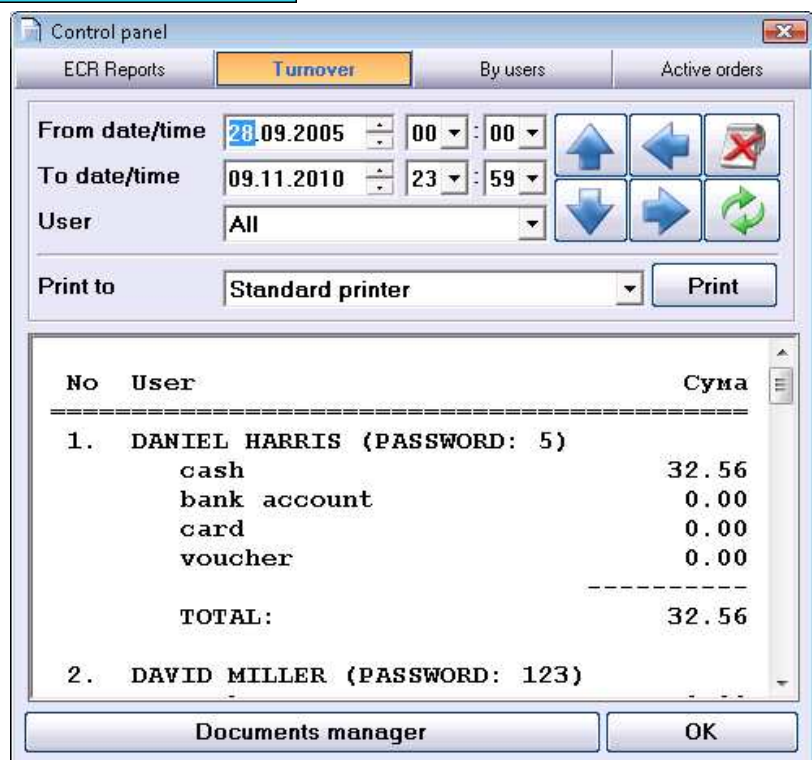 Control panel
ECR Reports Turnover By users Active orders
From date/time 28.09.2005 00 : 00
To date/time 09.11.2010 23 : 59
User All
Print to Standard printer Print
No User Сума
==============================================
1. DANIEL HARRIS (PASSWORD: 5)
cash 32.56
bank account 0.00
card 0.00
voucher 0.00
----------
TOTAL: 32.56
2. DAVID MILLER (PASSWORD: 123)
Documents manager OK